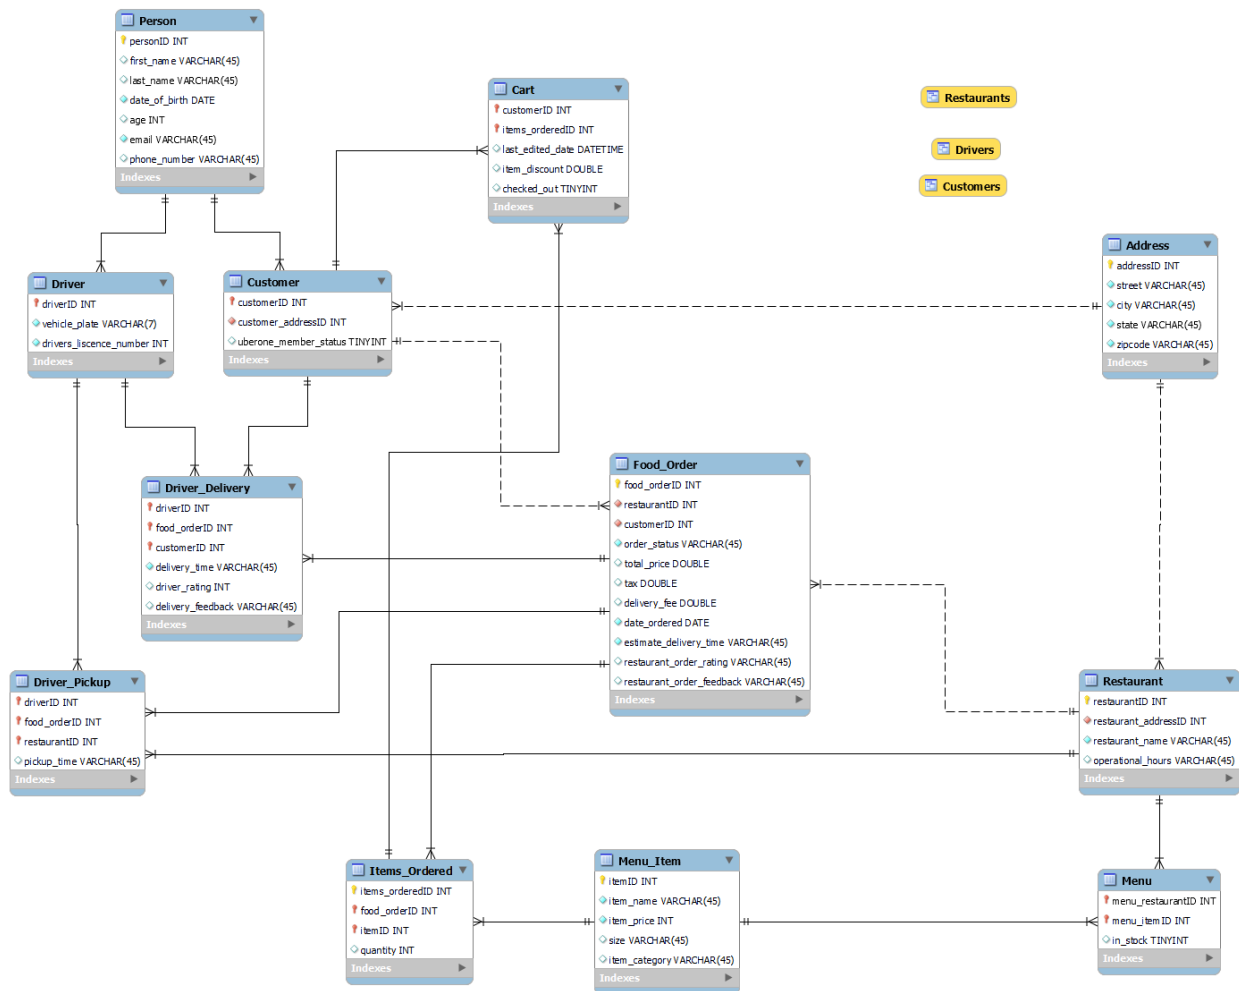 Person
personID INT
first_name VARCHAR(45)
last_name VARCHAR(45)
date_of_birth DATE
age INT
email VARCHAR(45)
phone_number VARCHAR(45)
Indexes
Cart
customerID INT
items_orderedID INT
last_edited_date DATETIME
item_discount DOUBLE
checked_out TINYINT
Indexes
Restaurants
Drivers
Customers
Address
addressID INT
street VARCHAR(45)
city VARCHAR(45)
state VARCHAR(45)
zipcode VARCHAR(45)
Indexes
Driver
driverID INT
vehicle_plate VARCHAR(7)
drivers_liscence_number INT
Indexes
Customer
customerID INT
customer_addressID INT
uberone_member_status TINYINT
Indexes
Driver_Delivery
driverID INT
food_orderID INT
customerID INT
delivery_time VARCHAR(45)
driver_rating INT
delivery_feedback VARCHAR(45)
Indexes
Food_Order
food_orderID INT
restaurantID INT
customerID INT
order_status VARCHAR(45)
total_price DOUBLE
tax DOUBLE
delivery_fee DOUBLE
date_ordered DATE
estimate_delivery_time VARCHAR(45)
restaurant_order_rating VARCHAR(45)
restaurant_order_feedback VARCHAR(45)
Indexes
Driver_Pickup
driverID INT
food_orderID INT
restaurantID INT
pickup_time VARCHAR(45)
Indexes
Restaurant
restaurantID INT
restaurant_addressID INT
restaurant_name VARCHAR(45)
operational_hours VARCHAR(45)
Indexes
Items_Ordered
items_orderedID INT
food_orderID INT
itemID INT
quantity INT
Indexes
Menu_Item
itemID INT
item_name VARCHAR(45)
item_price INT
size VARCHAR(45)
item_category VARCHAR(45)
Indexes
Menu
menu_restaurantID INT
menu_itemID INT
in_stock TINYINT
Indexes